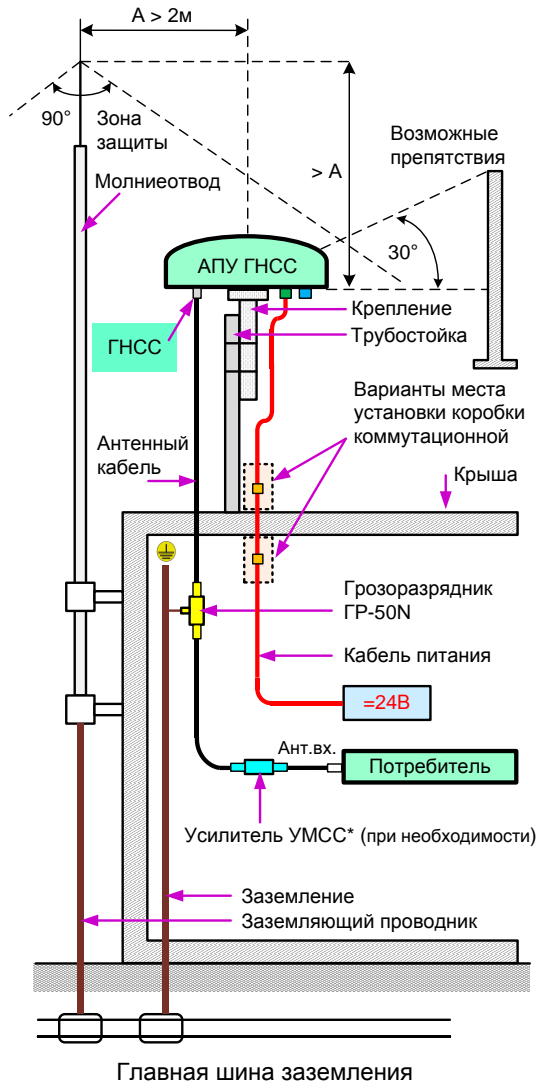 А > 2м
90°
Зона
защиты
Молниеотвод
> А
Возможные
препятствия
30°
АПУ ГНСС
ГНСС
Крепление
Трубостойка
Варианты места
установки коробки
коммутационной
Антенный
кабель
Крыша
Грозоразрядник
ГР-50N
Кабель питания
=24В
Ант.вх.
Потребитель
Усилитель УМСС* (при необходимости)
Заземление
Заземляющий проводник
Главная шина заземления